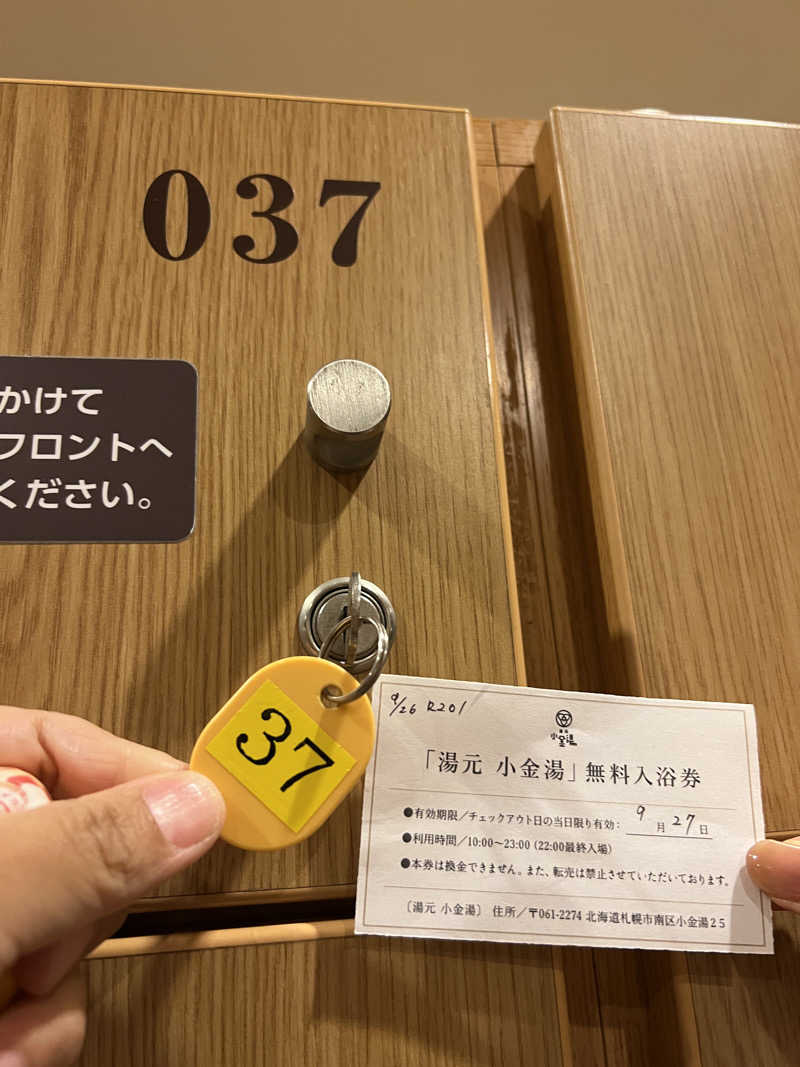 037
かけて
フロントへ
ください。
37
9/26 R201
小金湯
「湯元 小金湯」無料入浴券
●有効期限／チェックアウト日の当日限り有効： 9月27日
●利用時間／10:00〜23:00（22:00最終入場）
●本券は換金できません。また、転売は禁止させていただいております。
〔湯元 小金湯〕 住所／〒061-2274 北海道札幌市南区小金湯25